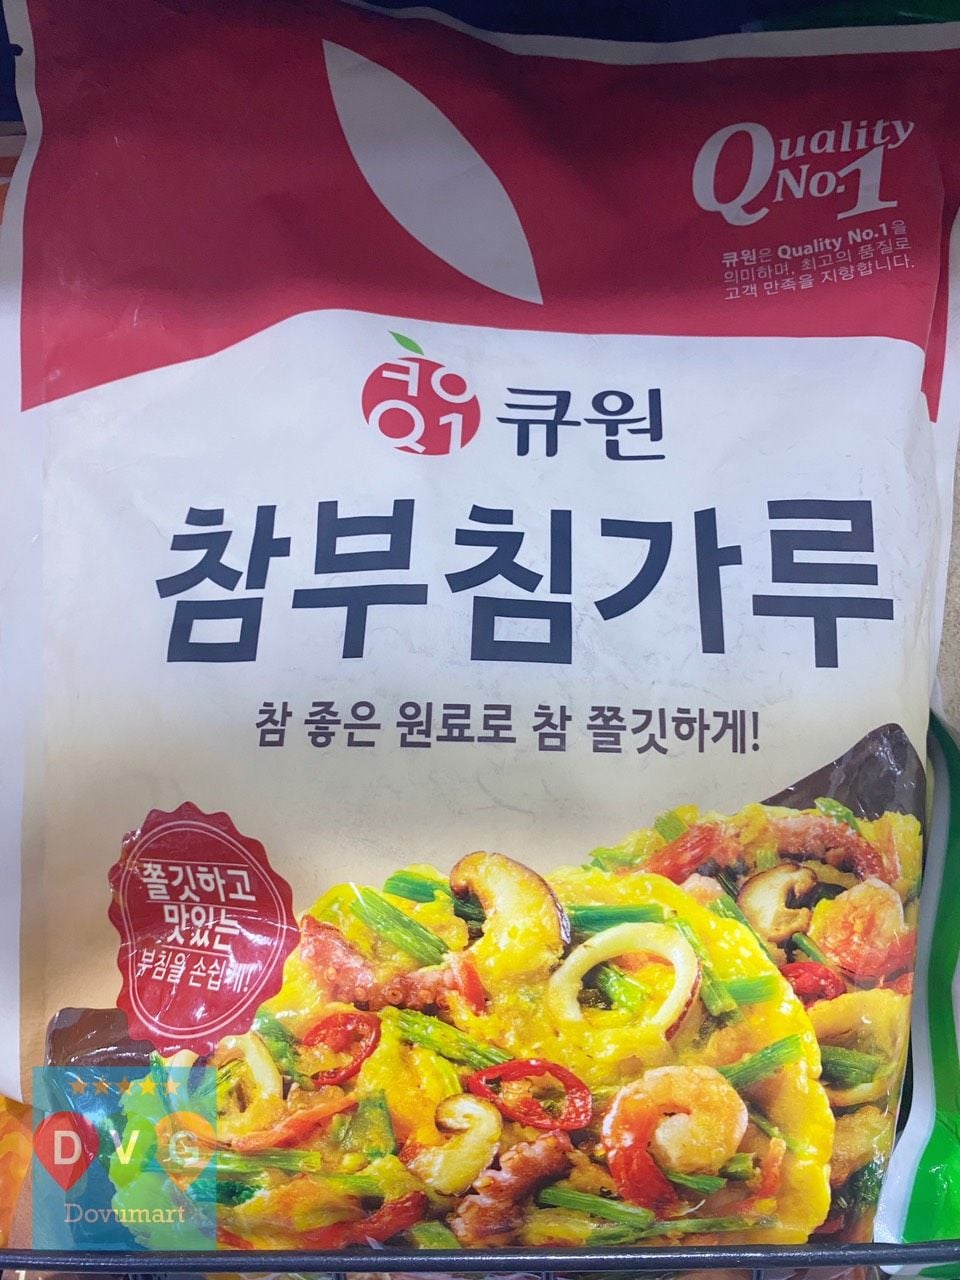 Quality
No.1
큐원은 Quality No.1을
의미하며, 최고의 품질로
고객 만족을 지향합니다.
ㅋㅇ
Q1
큐원
참부침가루
참 좋은 원료로 참 쫄깃하게!
쫄깃하고
맛있는
부침을 손쉽게!
D V G
Dovumart